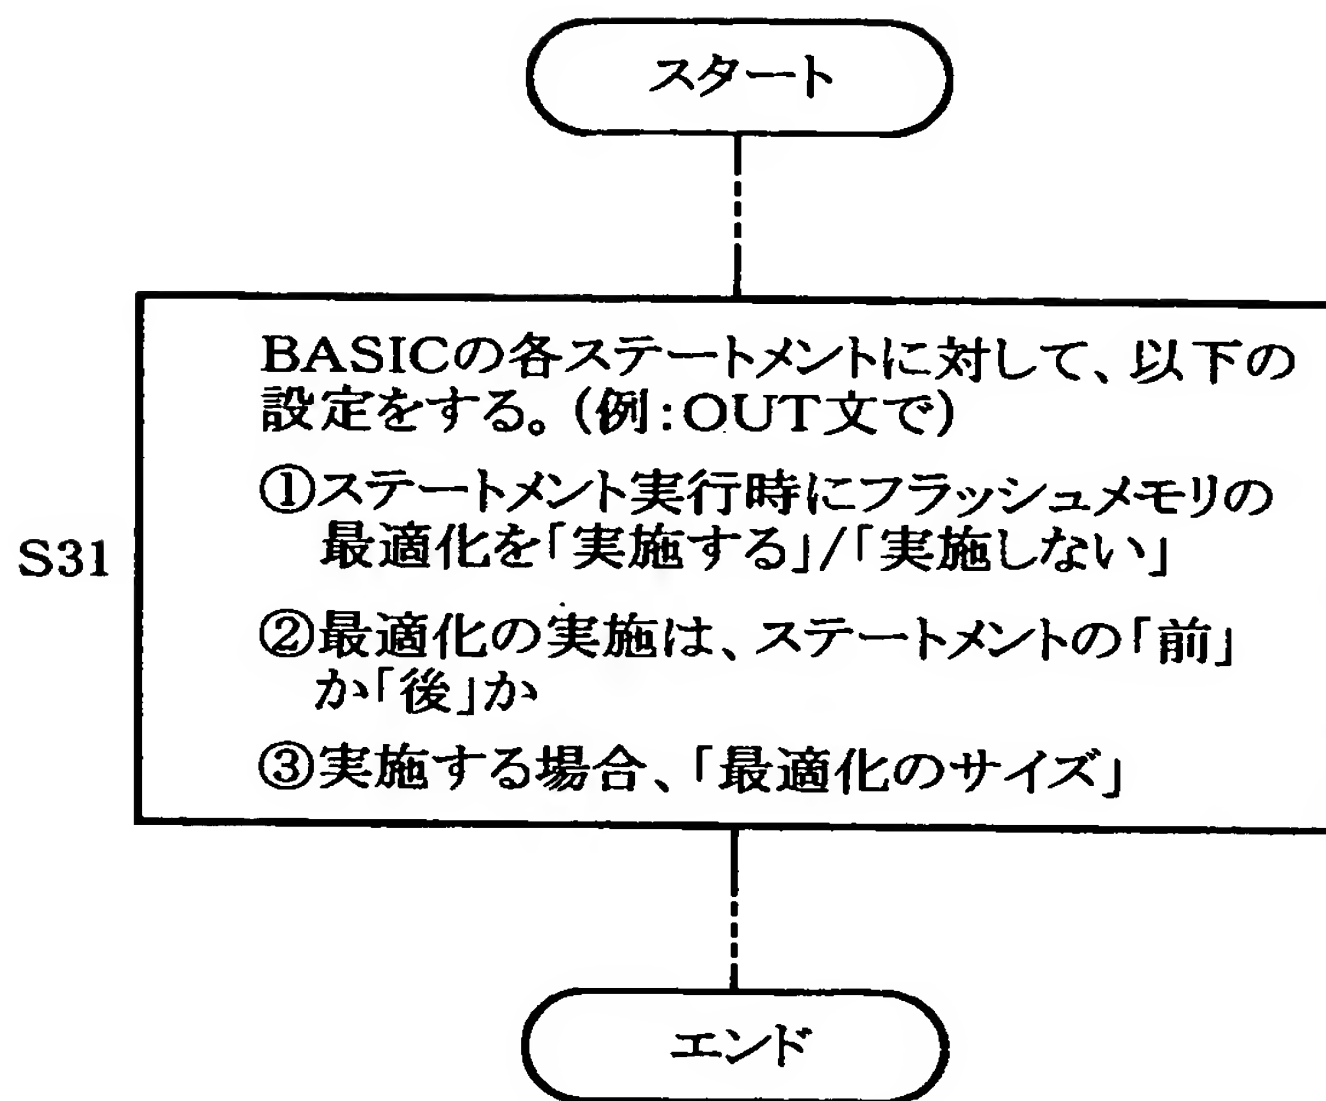 スタート
BASICの各ステートメントに対して、以下の
設定をする。(例:OUT文で)
①ステートメント実行時にフラッシュメモリの
最適化を「実施する」/「実施しない」
S31
②最適化の実施は、ステートメントの「前」
か「後」か
③実施する場合、「最適化のサイズ」
エンド